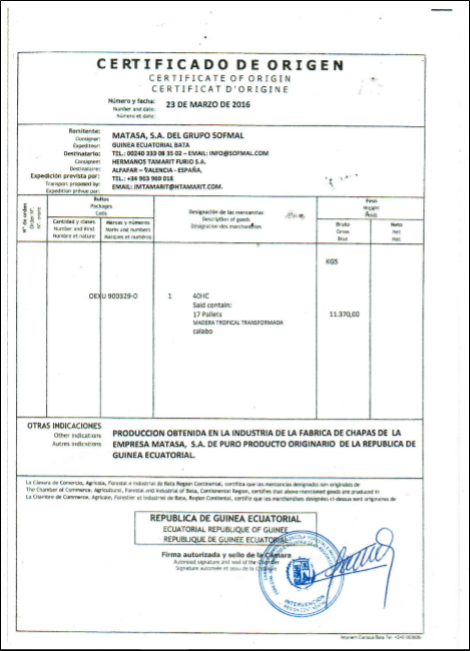 CERTIFICADO DE ORIGEN
CERTIFICATE OF ORIGIN
CERTIFICAT D'ORIGINE
Número y fecha: 23 DE MARZO DE 2016
Number and date:
Número et date:
Remitente: MATASA, S.A. DEL GRUPO SOFMAL
Consigner: GUINEA ECUATORIAL BATA
Expediteur: TEL.: 00240 333 08 35 02 – EMAIL: INFO@SOFMAL.COM
Destinatario: HERMANOS TAMARIT FURIO S.A.
Consignee: ALFAFAR – VALENCIA - ESPAÑA,
Destinataire: TEL.: +34 963 960 018
Expedición prevista por: EMAIL: JMTAMARIT@HTAMARIT.COM.
Transport proposed by:
Expedition prévue par:
Nº de orden
Order Nº.
Bultos
Packages
Colis
Cantidad y clases
Number and Kind
Nombre et nature
Marcas y números
Marks and numbers
Marques et numéros
Designación de las mercancías
Description of goods
Désignation des marchandises
Peso
Weight
Poids
Bruto
Gross
Brut
Neto
Net
Net
KGS
OEXU 900329-0 1 40HC
Said contain:
17 Pallets 11.370,00
MADERA TROPICAL TRANSFORMADA
calabo
OTRAS INDICACIONES
Other indications
Autres indications
PRODUCCION OBTENIDA EN LA INDUSTRIA DE LA FABRICA DE CHAPAS DE LA
EMPRESA MATASA, S.A. DE PURO PRODUCTO ORIGINARIO DE LA REPUBLICA DE
GUINEA ECUATORIAL.
La Cámara de Comercio, Agrícola, Forestal e Industrial de Bata Region Continental, certifica que las mercancías designadas son originales de
The Chamber of Commerce, Agricultural, Forestal and Industrial of Bata, Continental Region, certifies that above-mentioned goods are produced in
La Chambre de Commerce, Agricole, Forestier et Industriel de Bata, Region Continental, certifie que les marchandises désignées ci-dessus sont originaires de
REPUBLICA DE GUINEA ECUATORIAL
ECUATORIAL REPUBLIC OF GUINEE
REPUBLIQUE DE GUINEE ECUATORIAL
Firma autorizada y sello de la Cámara
Autorized signature and seal of the Chambre
Signature autorisée et sceau de la Chambre
INTERVENCION